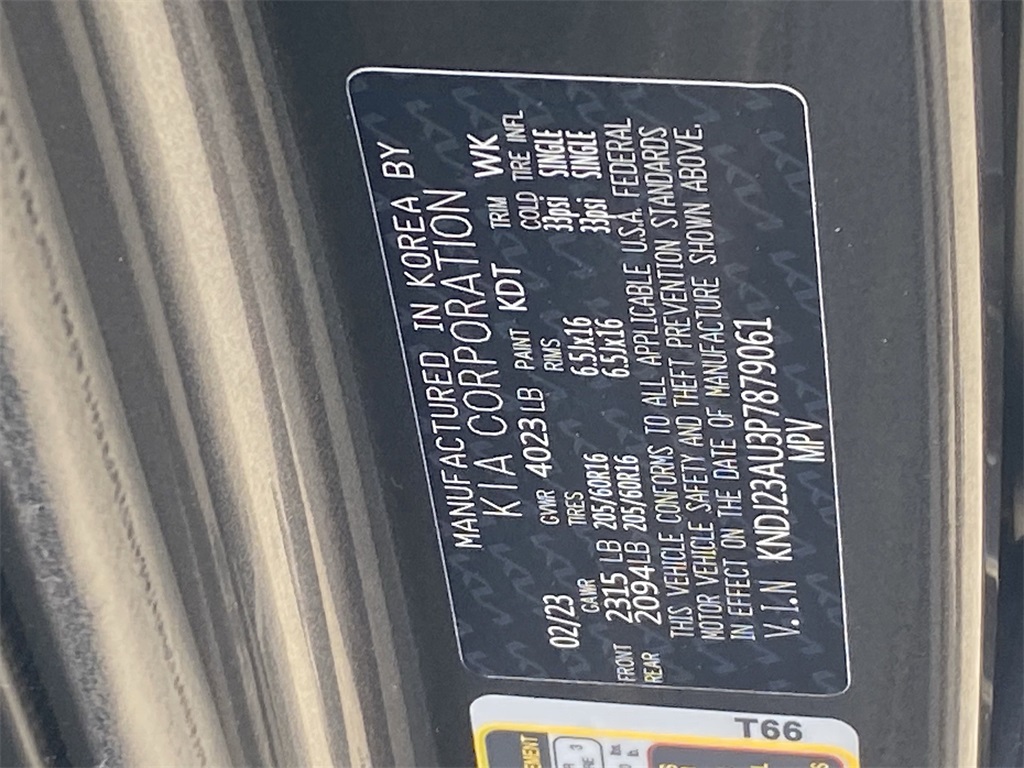 MANUFACTURED IN KOREA BY
KIA CORPORATION
02/23 GVWR 4023 LB PAINT KDT TRIM WK
GAWR TIRES RIMS COLD TIRE INFL
FRONT 2315 LB 205/60R16 6.5Jx16 33psi SINGLE
REAR 2094LB 205/60R16 6.5Jx16 33psi SINGLE
THIS VEHICLE CONFORMS TO ALL APPLICABLE U.S.A. FEDERAL
MOTOR VEHICLE SAFETY AND THEFT PREVENTION STANDARDS
IN EFFECT ON THE DATE OF MANUFACTURE SHOWN ABOVE.
V.I.N KNDJ23AU3P7879061
MPV
T66